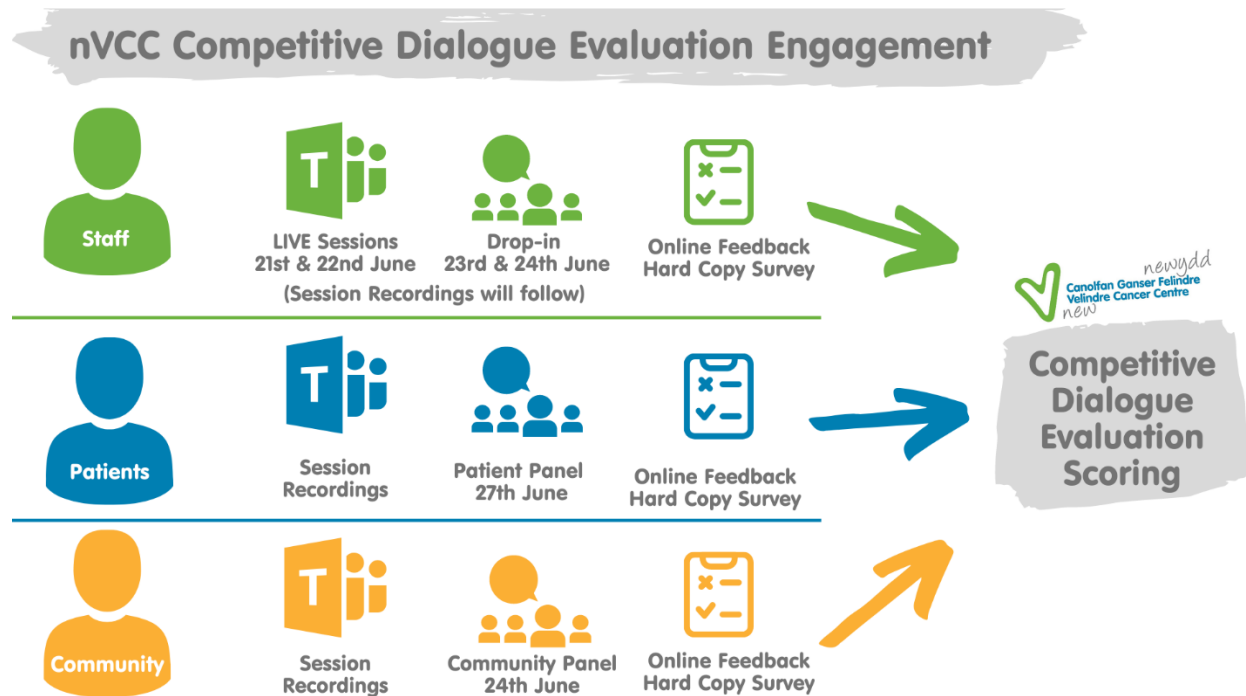 nVCC Competitive Dialogue Evaluation Engagement
Staff
T
LIVE Sessions
21st & 22nd June
Drop-in
23rd & 24th June
(Session Recordings will follow)
Online Feedback
Hard Copy Survey
Patients
T
Session
Recordings
Patient Panel
27th June
Online Feedback
Hard Copy Survey
Community
T
Session
Recordings
Community Panel
24th June
Online Feedback
Hard Copy Survey
newydd
Canolfan Ganser Felindre
Velindre Cancer Centre
new
Competitive
Dialogue
Evaluation
Scoring